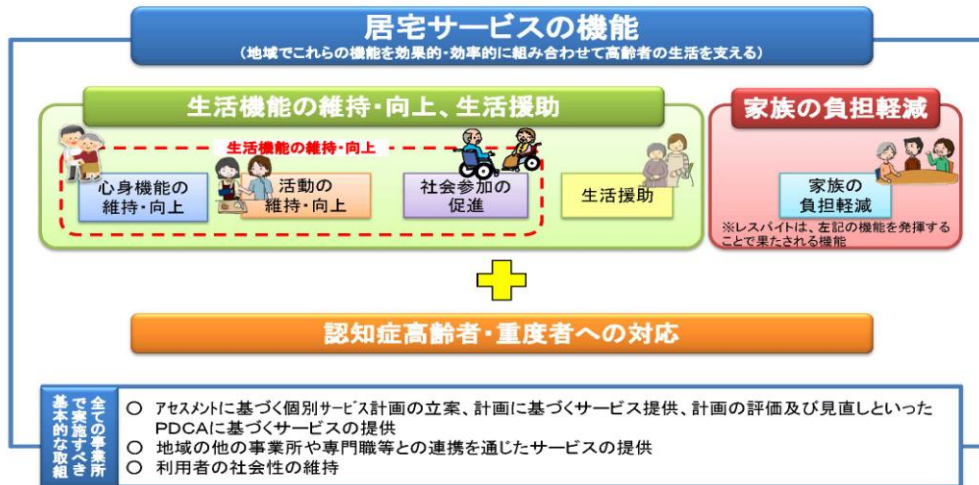 居宅サービスの機能
(地域でこれらの機能を効果的・効率的に組み合わせて高齢者の生活を支える)
生活機能の維持・向上、生活援助
生活機能の維持・向上
心身機能の
維持・向上
活動の
維持・向上
社会参加の
促進
生活援助
家族の負担軽減
家族の
負担軽減
※レスパイトは、左記の機能を発揮する
ことで果たされる機能
認知症高齢者・重度者への対応
全ての事業所
で実施すべき
基本的な取組
○ アセスメントに基づく個別サービス計画の立案、計画に基づくサービス提供、計画の評価及び見直しといった
PDCAに基づくサービスの提供
○ 地域の他の事業所や専門職等との連携を通じたサービスの提供
○ 利用者の社会性の維持